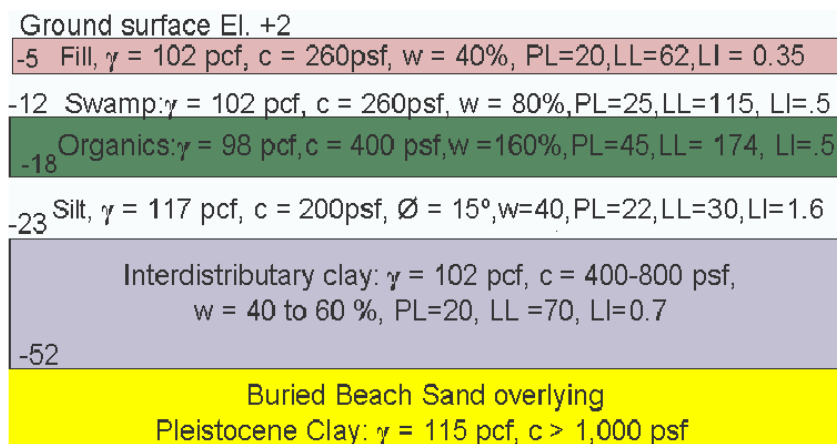 Ground surface El. +2
-5 Fill, γ = 102 pcf, c = 260psf, w = 40%, PL=20,LL=62,LI = 0.35
-12 Swamp:γ = 102 pcf, c = 260psf, w = 80%,PL=25,LL=115, LI=.5
Organics:γ = 98 pcf,c = 400 psf,w =160%,PL=45,LL= 174, LI=.5
-18
Silt, γ = 117 pcf, c = 200psf, Ø = 15º,w=40,PL=22,LL=30,LI=1.6
-23
Interdistributary clay: γ = 102 pcf, c = 400-800 psf,
w = 40 to 60 %, PL=20, LL =70, LI=0.7
-52
Buried Beach Sand overlying
Pleistocene Clay: γ = 115 pcf, c > 1,000 psf